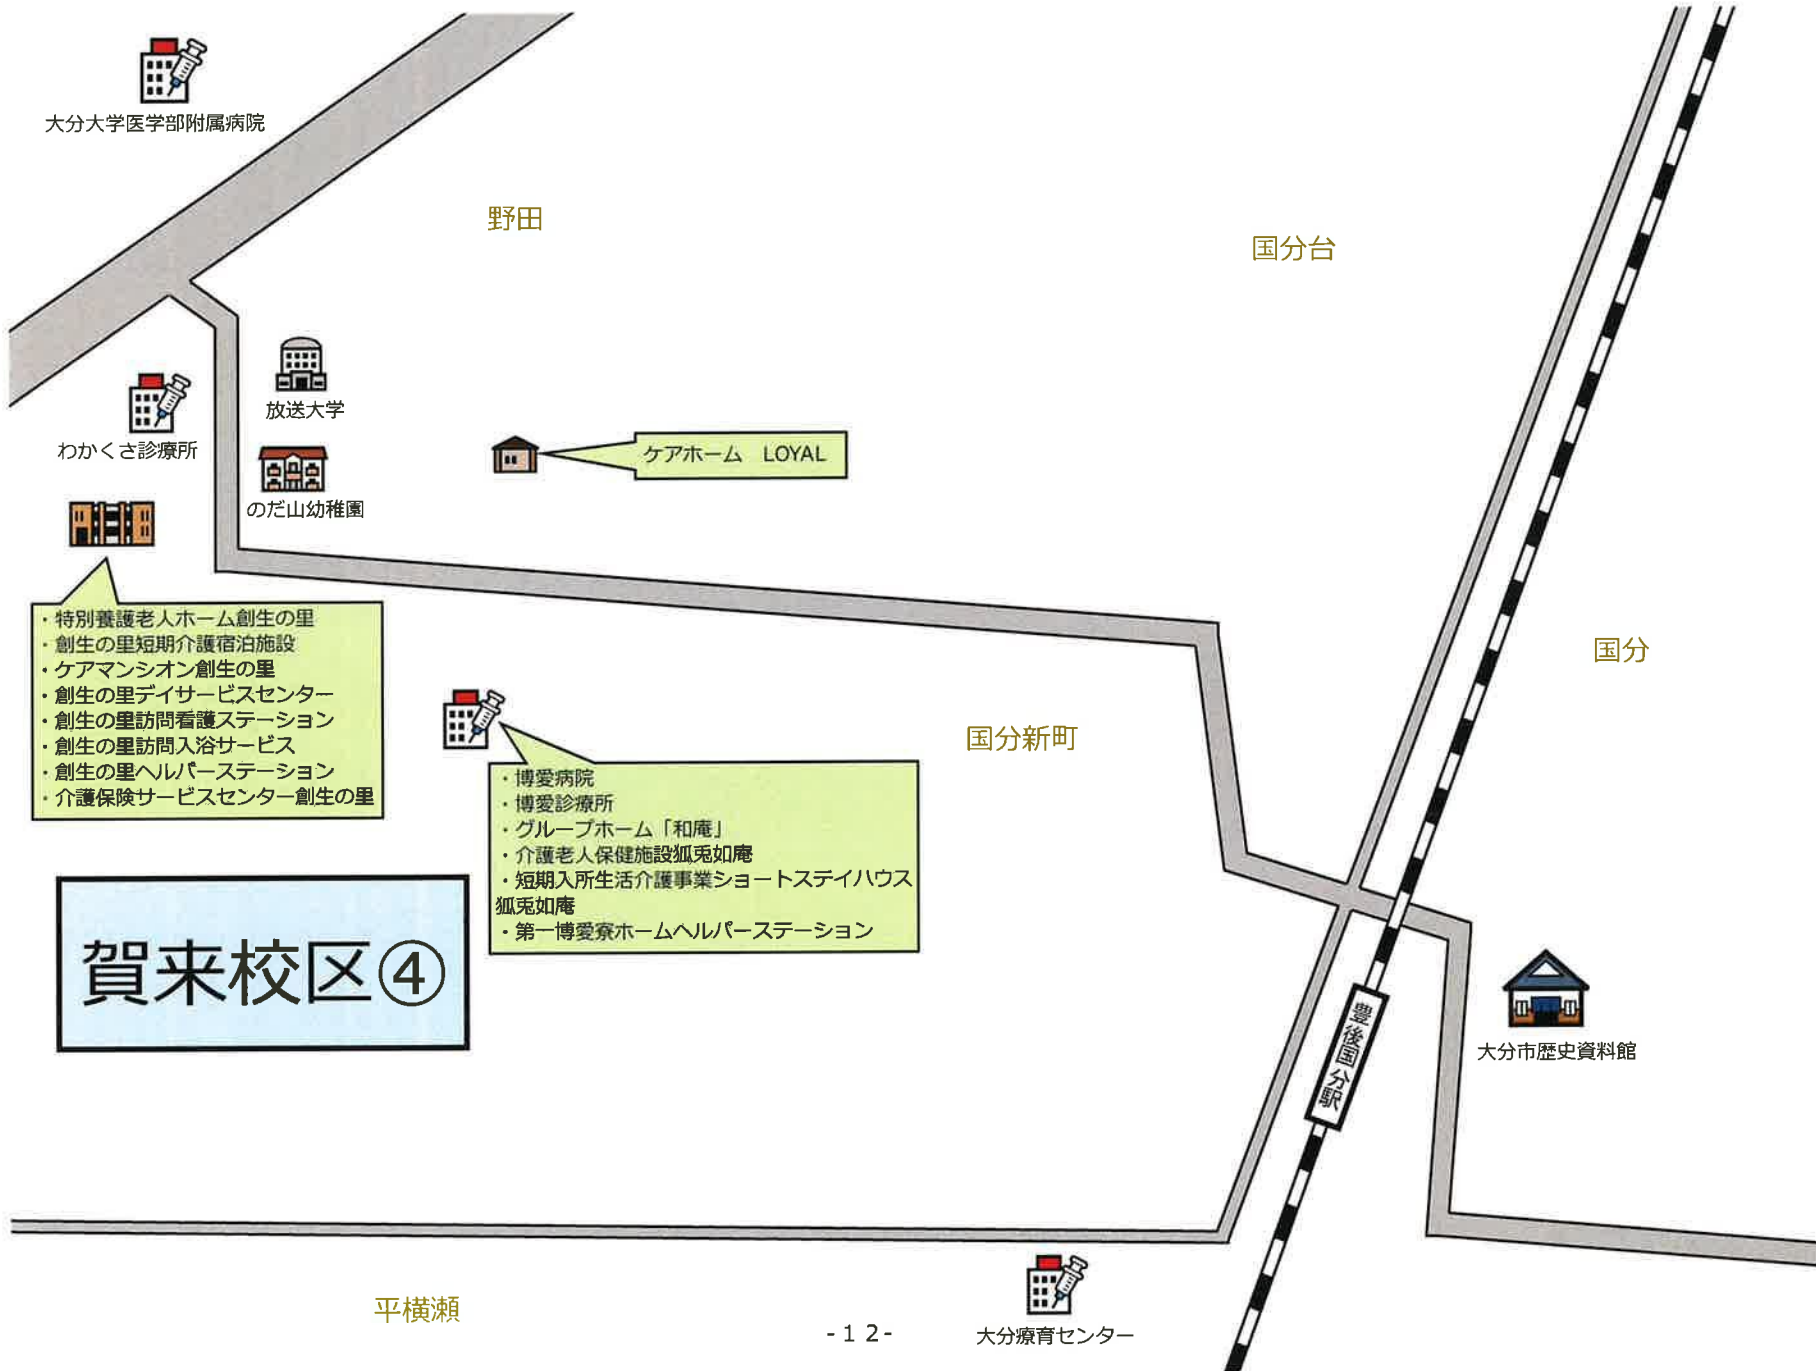 大分大学医学部附属病院
野田
国分台
放送大学
わかくさ診療所
ケアホーム　LOYAL
のだ山幼稚園
・特別養護老人ホーム創生の里
・創生の里短期介護宿泊施設
・ケアマンシオン創生の里
・創生の里デイサービスセンター
・創生の里訪問看護ステーション
・創生の里訪問入浴サービス
・創生の里ヘルパーステーション
・介護保険サービスセンター創生の里
国分
国分新町
・博愛病院
・博愛診療所
・グループホーム「和庵」
・介護老人保健施設狐兎如庵
・短期入所生活介護事業ショートステイハウス
狐兎如庵
・第一博愛寮ホームヘルパーステーション
賀来校区④
豊後国分駅
大分市歴史資料館
平横瀬
大分療育センター
-１２-